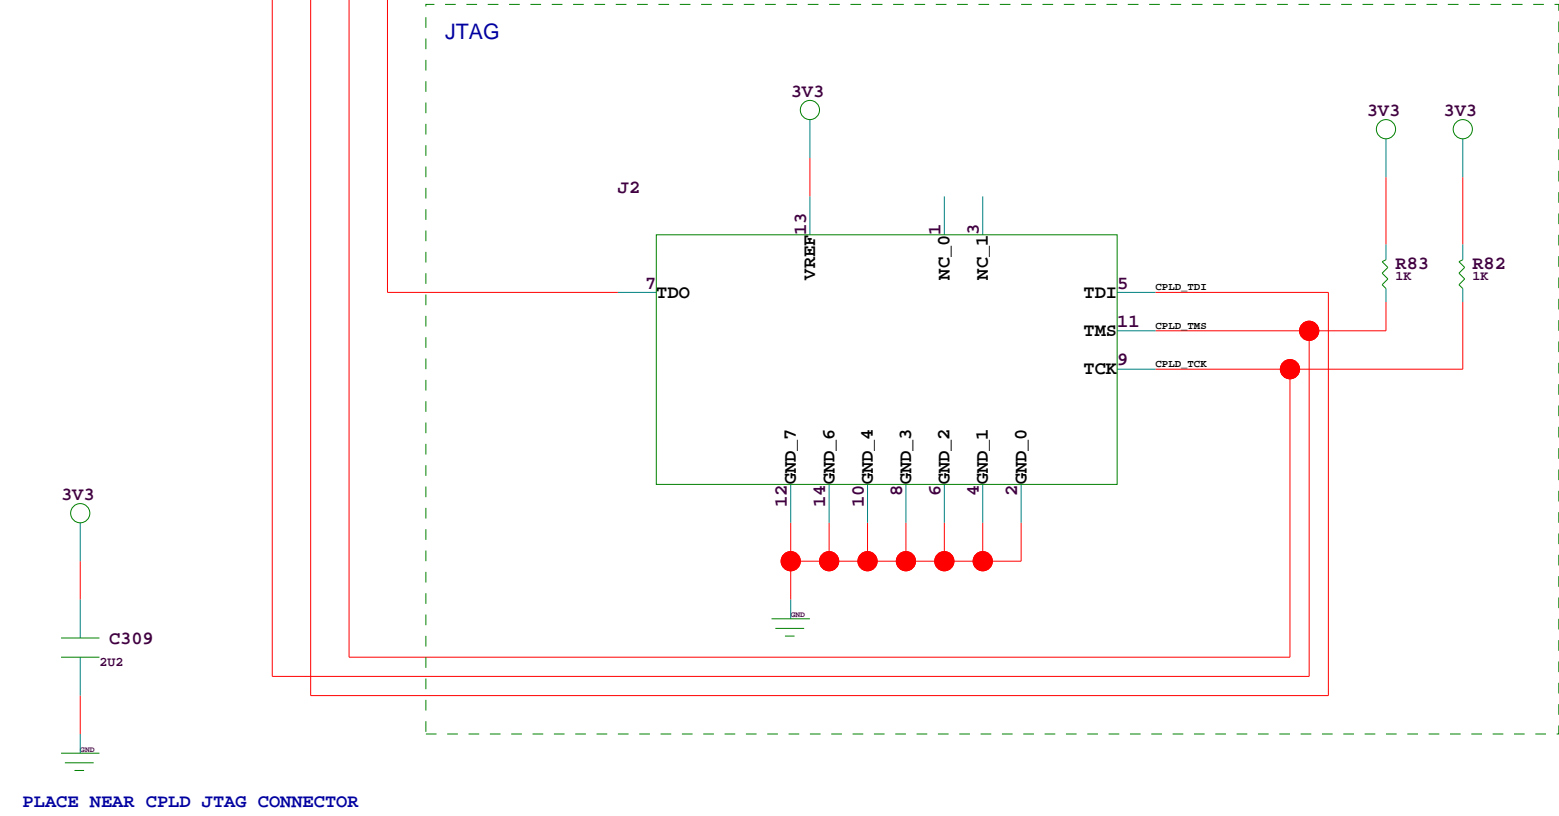 JTAG
3V3
3V3
3V3
J2
13
VREF
1
NC_0
3
NC_1
R83
1K
R82
1K
7
TDO
TDI
5
CPLD_TDI
TMS
11
CPLD_TMS
TCK
9
CPLD_TCK
GND_7
GND_6
GND_4
GND_3
GND_2
GND_1
GND_0
12
14
10
8
6
4
2
GND
3V3
C309
2U2
GND
PLACE NEAR CPLD JTAG CONNECTOR